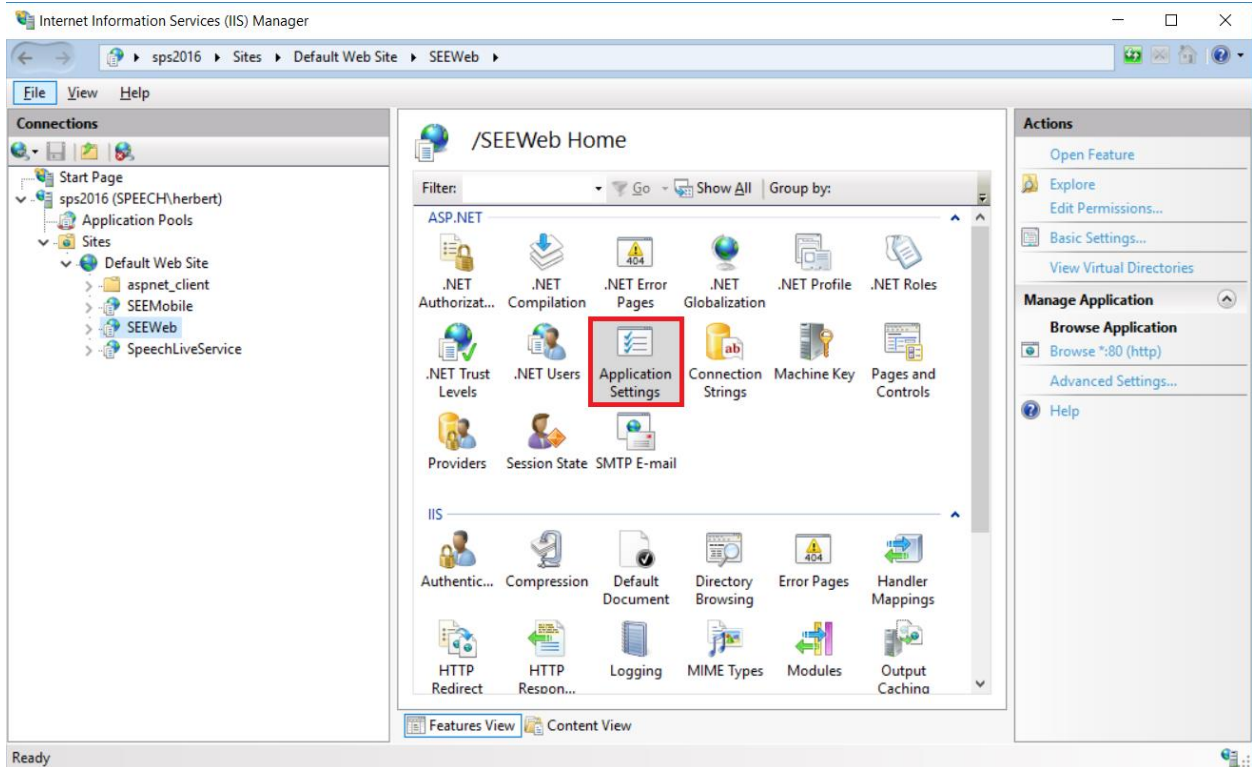 Internet Information Services (IIS) Manager
sps2016 Sites Default Web Site SEEWeb
File View Help
Connections
Start Page
sps2016 (SPEECH\herbert)
Application Pools
Sites
Default Web Site
aspnet_client
SEEMobile
SEEWeb
SpeechLiveService
/SEEWeb Home
Filter: Go Show All Group by:
ASP.NET
.NET Authorizat...
.NET Compilation
.NET Error Pages
404
.NET Globalization
.NET Profile
.NET Roles
.NET Trust Levels
.NET Users
Application Settings
ab
Connection Strings
Machine Key
Pages and Controls
Providers
Session State
SMTP E-mail
IIS
Authentic...
Compression
Default Document
Directory Browsing
404
Error Pages
Handler Mappings
HTTP Redirect
HTTP Respon...
Logging
MIME Types
Modules
Output Caching
Features View Content View
Actions
Open Feature
Explore
Edit Permissions...
Basic Settings...
View Virtual Directories
Manage Application
Browse Application
Browse *:80 (http)
Advanced Settings...
Help
Ready